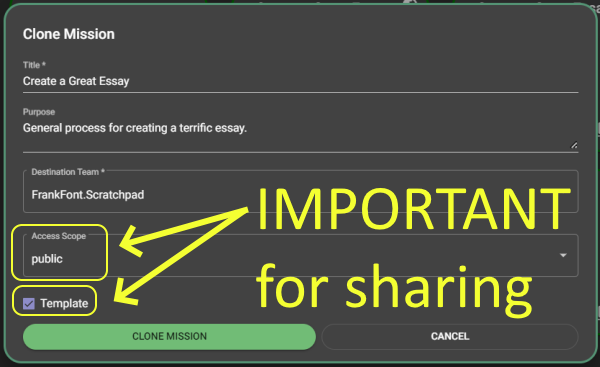 Clone Mission
Title *
Create a Great Essay
Purpose
General process for creating a terrific essay.
Destination Team *
FrankFont.Scratchpad
IMPORTANT
Access Scope
public
for sharing
Template
CLONE MISSION
CANCEL